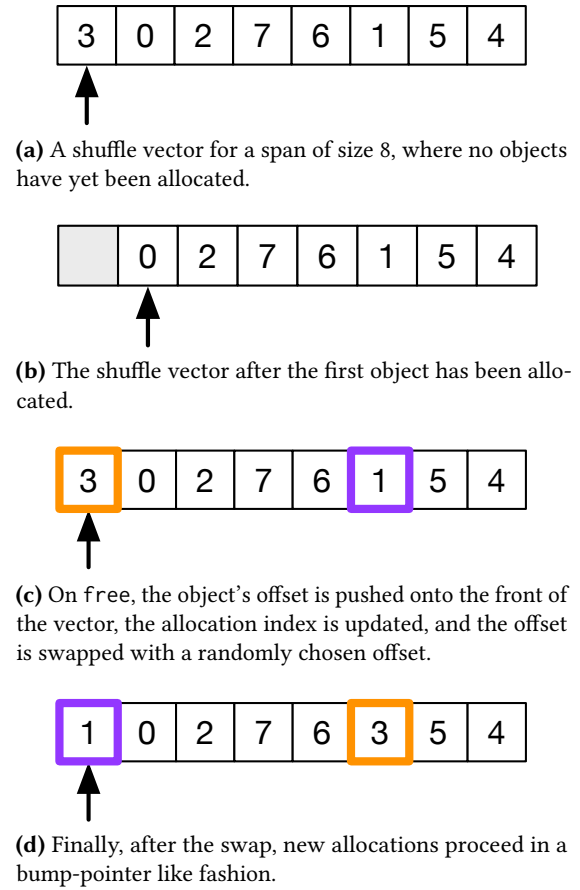 3 0 2 7 6 1 5 4
(a) A shuffle vector for a span of size 8, where no objects
have yet been allocated.
0 2 7 6 1 5 4
(b) The shuffle vector after the first object has been allo-
cated.
3 0 2 7 6 1 5 4
(c) On free, the object's offset is pushed onto the front of
the vector, the allocation index is updated, and the offset
is swapped with a randomly chosen offset.
1 0 2 7 6 3 5 4
(d) Finally, after the swap, new allocations proceed in a
bump-pointer like fashion.